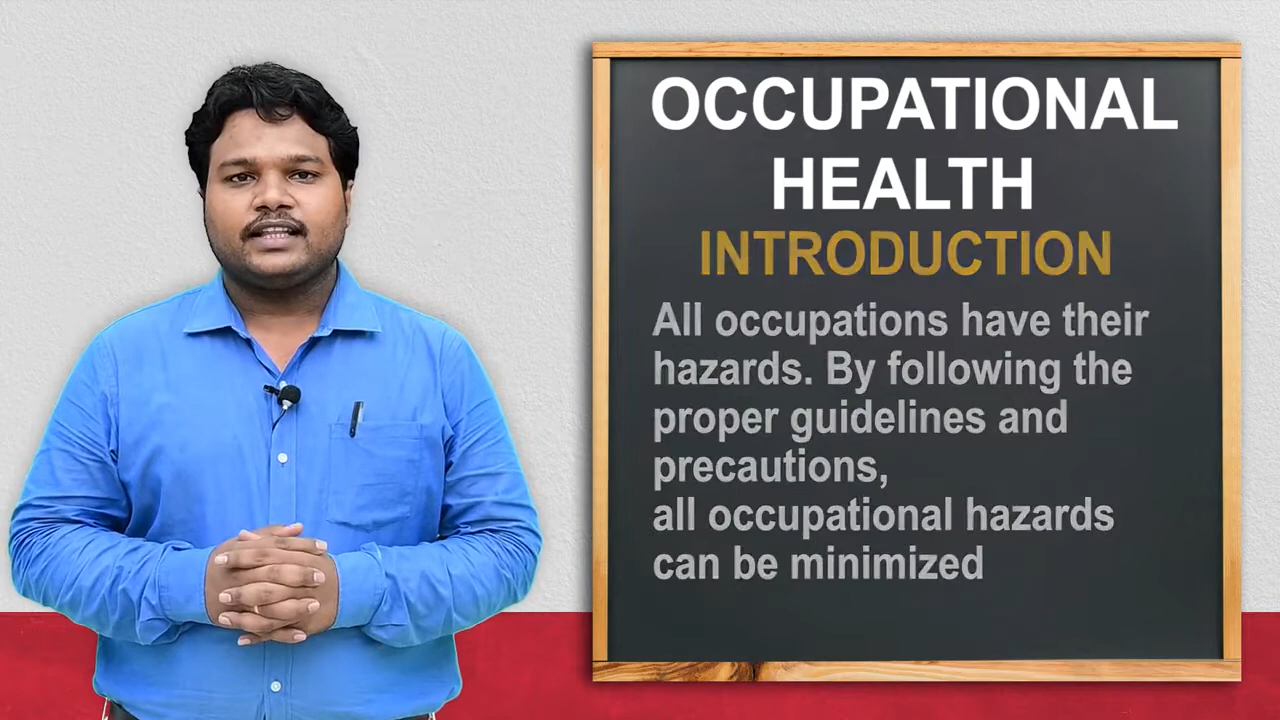 OCCUPATIONAL
HEALTH
INTRODUCTION
All occupations have their
hazards. By following the
proper guidelines and
precautions,
all occupational hazards
can be minimized